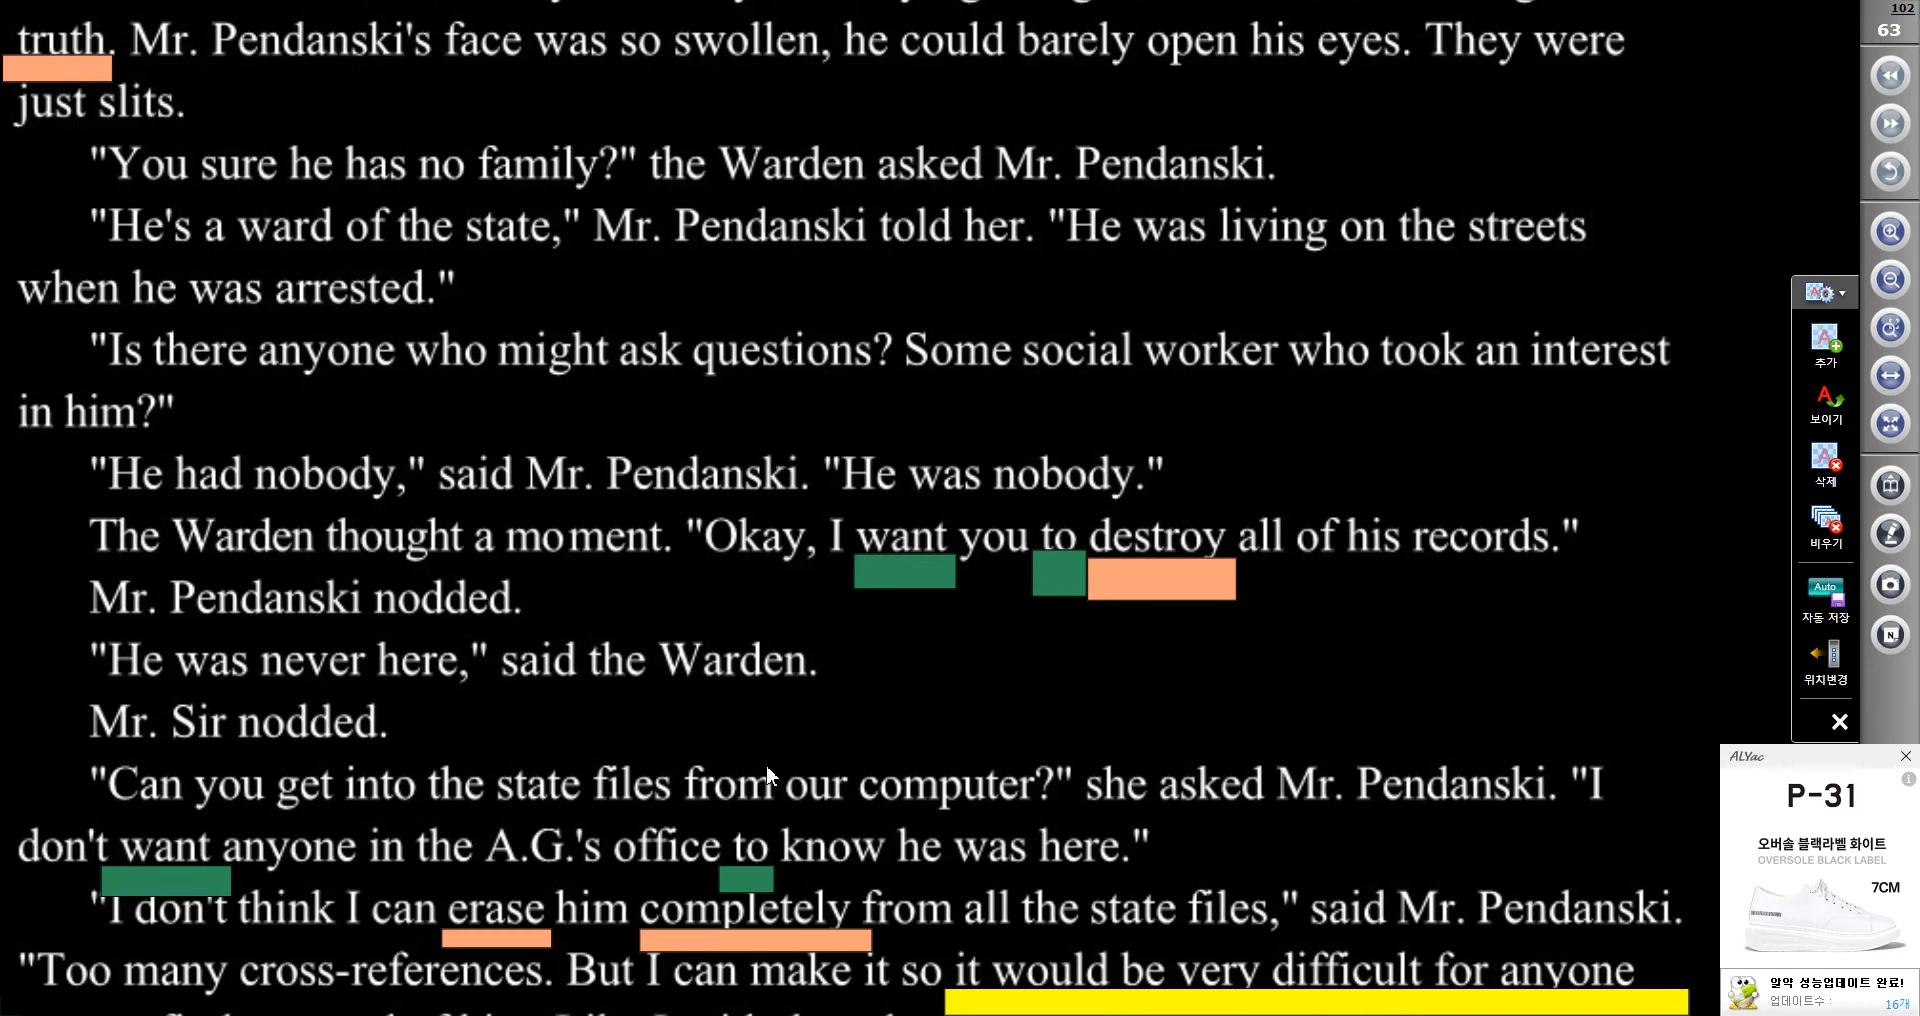 truth. Mr. Pendanski's face was so swollen, he could barely open his eyes. They were
just slits.
"You sure he has no family?" the Warden asked Mr. Pendanski.
"He's a ward of the state," Mr. Pendanski told her. "He was living on the streets
when he was arrested."
"Is there anyone who might ask questions? Some social worker who took an interest
in him?"
"He had nobody," said Mr. Pendanski. "He was nobody."
The Warden thought a moment. "Okay, I want you to destroy all of his records."
Mr. Pendanski nodded.
"He was never here," said the Warden.
Mr. Sir nodded.
"Can you get into the state files from our computer?" she asked Mr. Pendanski. "I
don't want anyone in the A.G.'s office to know he was here."
"I don't think I can erase him completely from all the state files," said Mr. Pendanski.
"Too many cross-references. But I can make it so it would be very difficult for anyone
102
63
추가
보이기
삭제
비우기
Auto
자동 저장
위치변경
ALYac
P-31
오버솔 블랙라벨 화이트
OVERSOLE BLACK LABEL
7CM
알약 성능업데이트 완료!
업데이트수 :
16개